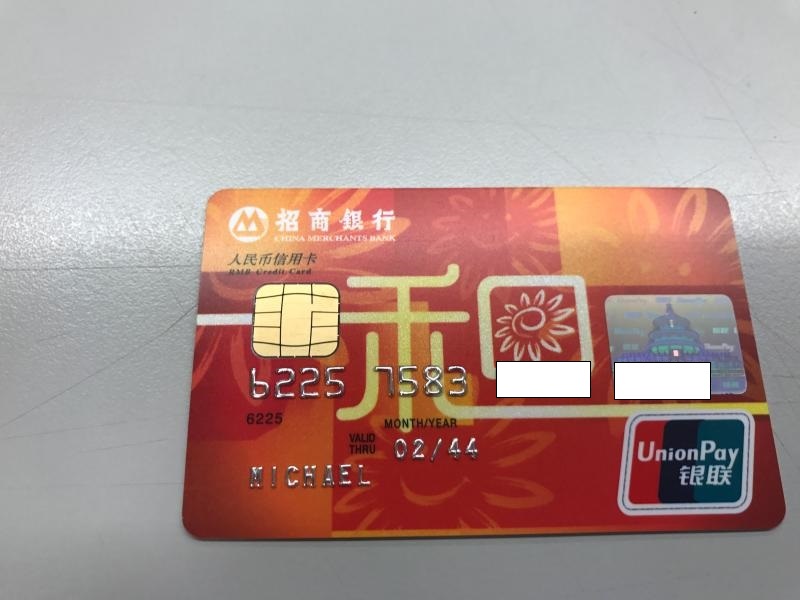 招商銀行
CHINA MERCHANTS BANK
人民币信用卡
RMB Credit Card
和
6225 7583
6225
MONTH/YEAR
VALID THRU 02/44
MICHAEL
UnionPay
银联